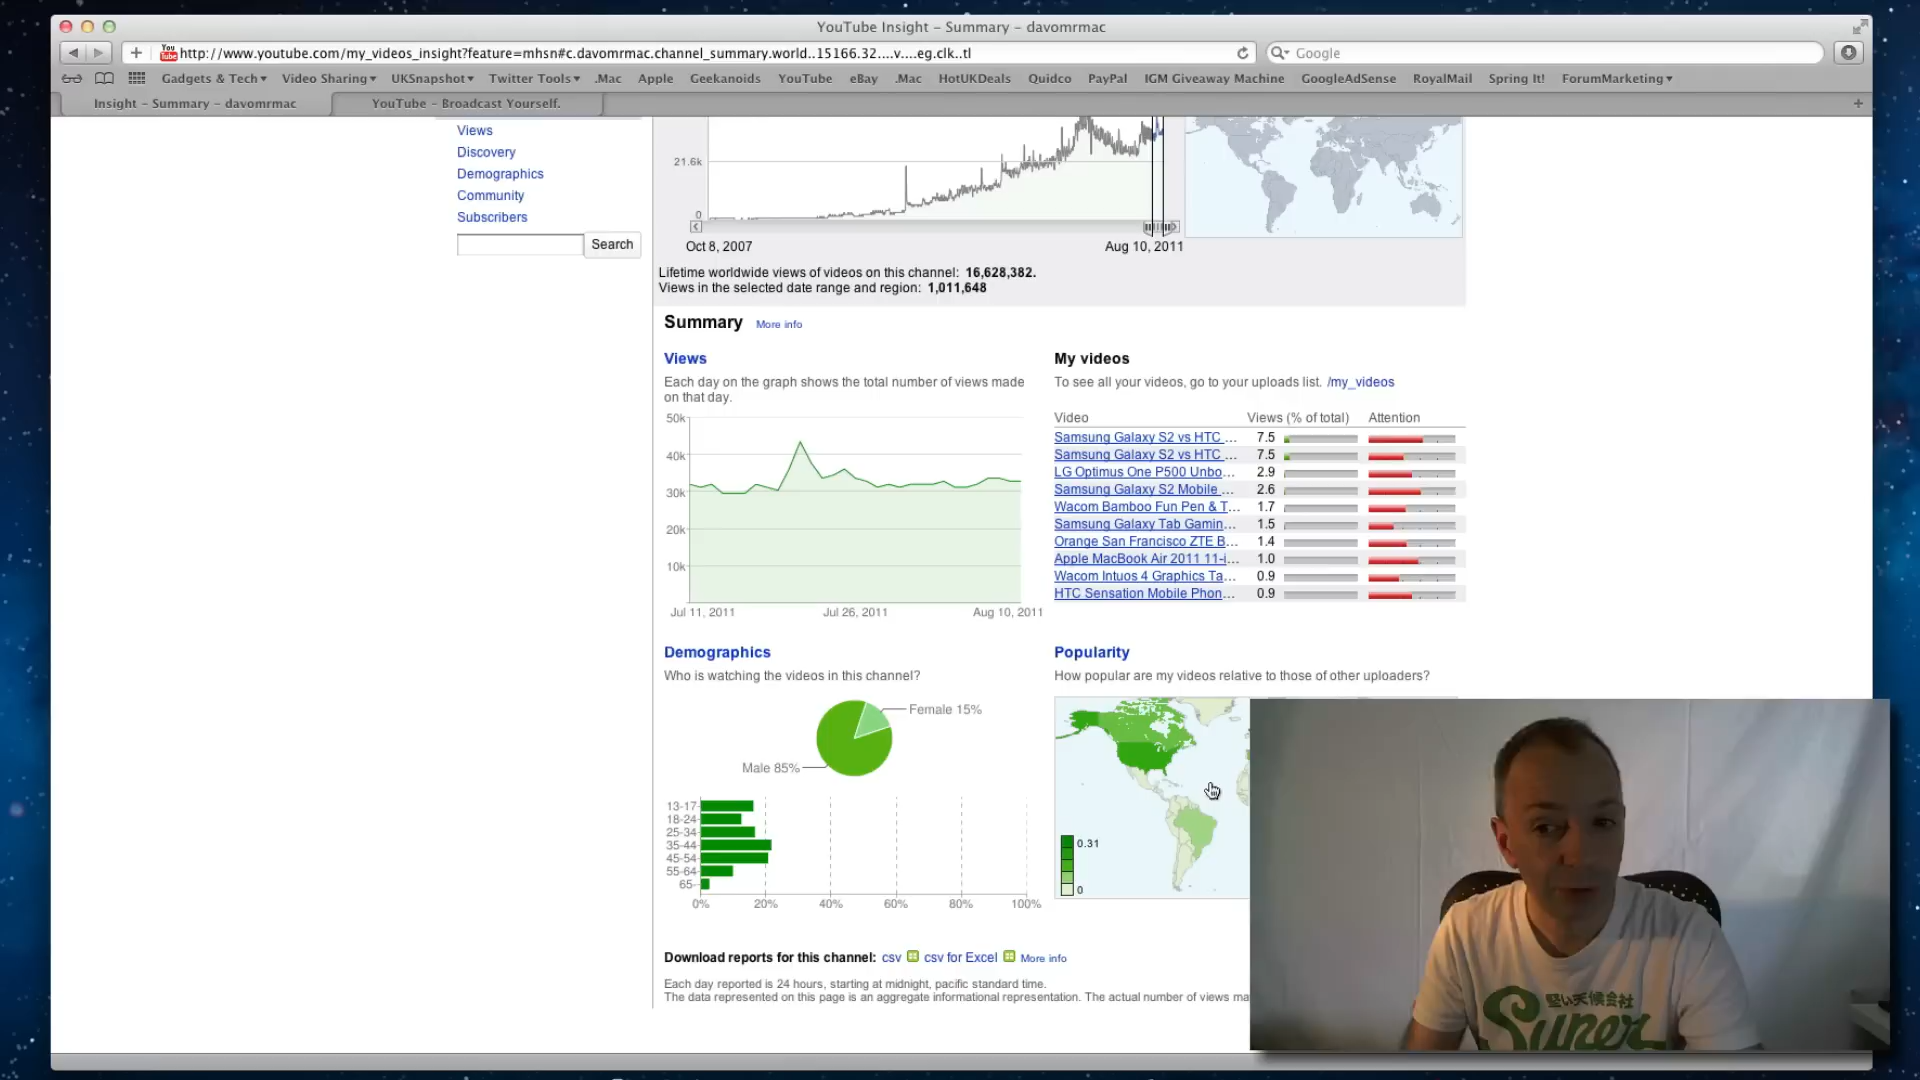 YouTube Insight – Summary – davomrmac
http://www.youtube.com/my_videos_insight?feature=mhsn#c.davomrmac.channel_summary.world..15166.32....v....eg.clk..tl
Google
Gadgets & Tech Video Sharing UKSnapshot Twitter Tools .Mac Apple Geekanoids YouTube eBay .Mac HotUKDeals Quidco PayPal IGM Giveaway Machine GoogleAdSense RoyalMail Spring It! ForumMarketing
Insight – Summary – davomrmac
YouTube – Broadcast Yourself.
Views
Discovery
Demographics
Community
Subscribers
Search
21.6k
0
Oct 8, 2007
Aug 10, 2011
Lifetime worldwide views of videos on this channel: 16,628,382.
Views in the selected date range and region: 1,011,648
Summary More info
Views
Each day on the graph shows the total number of views made
on that day.
50k
40k
30k
20k
10k
Jul 11, 2011
Jul 26, 2011
Aug 10, 2011
My videos
To see all your videos, go to your uploads list. /my_videos
Video Views (% of total) Attention
Samsung Galaxy S2 vs HTC ... 7.5
Samsung Galaxy S2 vs HTC ... 7.5
LG Optimus One P500 Unbo... 2.9
Samsung Galaxy S2 Mobile ... 2.6
Wacom Bamboo Fun Pen & T... 1.7
Samsung Galaxy Tab Gamin... 1.5
Orange San Francisco ZTE B... 1.4
Apple MacBook Air 2011 11-i... 1.0
Wacom Intuos 4 Graphics Ta... 0.9
HTC Sensation Mobile Phon... 0.9
Demographics
Who is watching the videos in this channel?
Female 15%
Male 85%
13-17
18-24
25-34
35-44
45-54
55-64
65-
0% 20% 40% 60% 80% 100%
Popularity
How popular are my videos relative to those of other uploaders?
0.31
0
Download reports for this channel: csv csv for Excel More info
Each day reported is 24 hours, starting at midnight, pacific standard time.
The data represented on this page is an aggregate informational representation. The actual number of views ma
堅い天候会社
Super